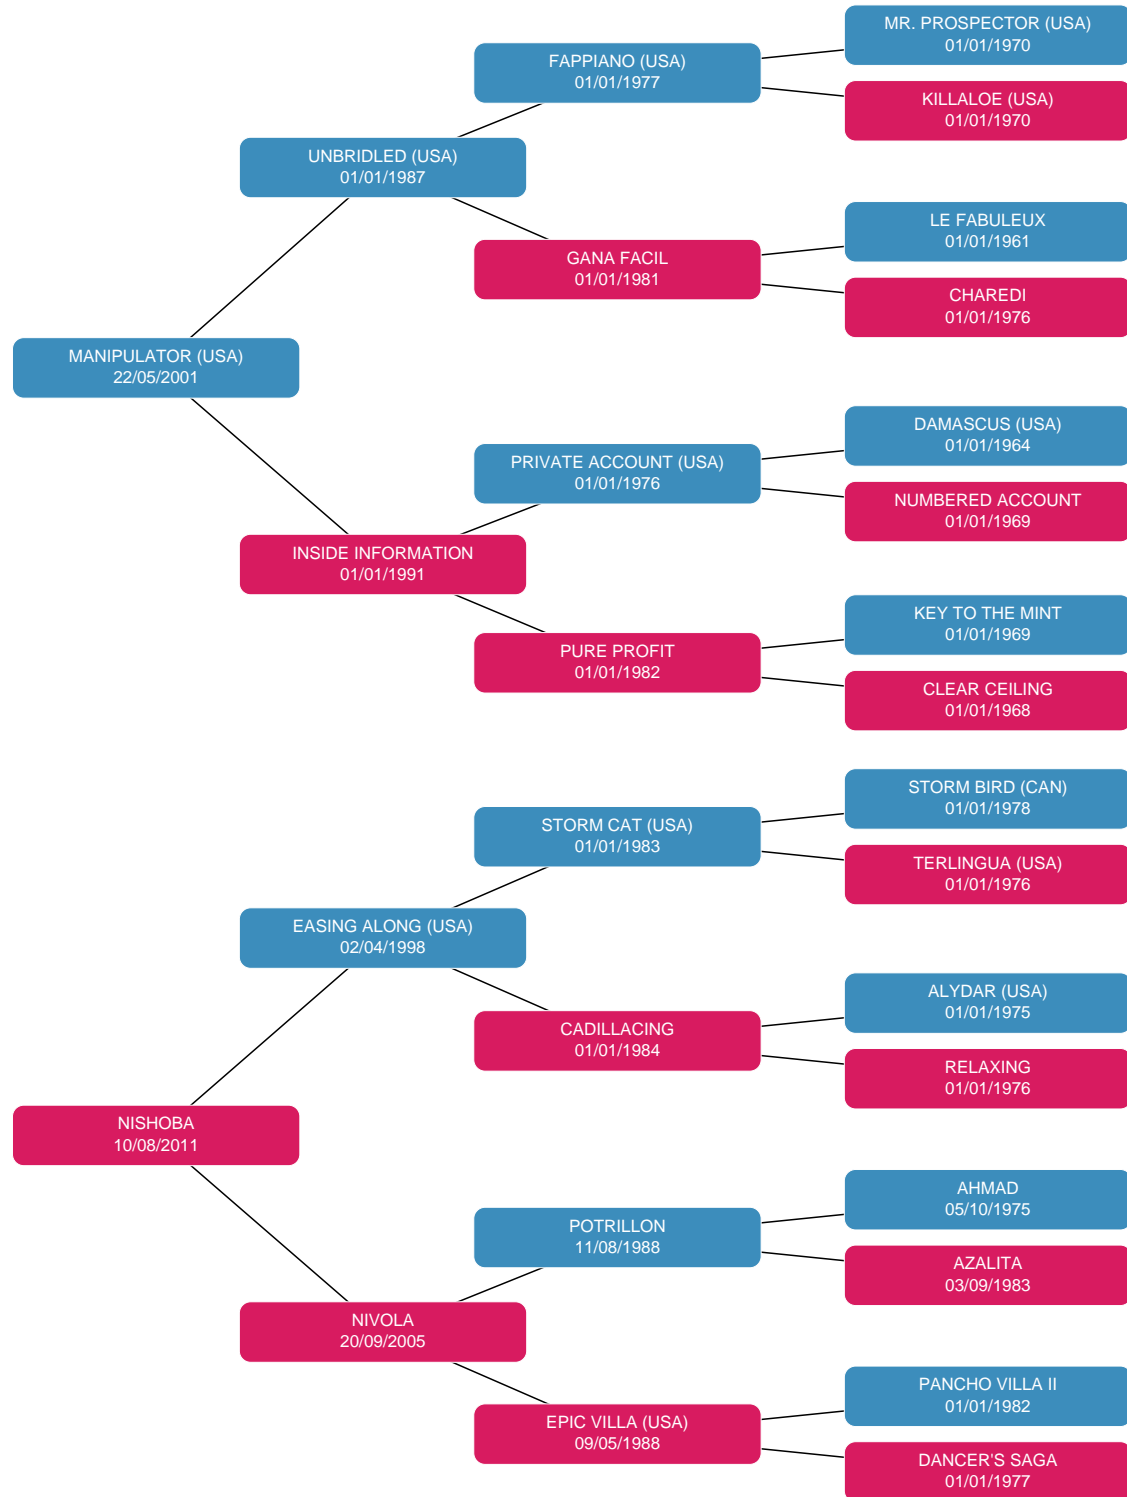 MR. PROSPECTOR (USA)
01/01/1970
FAPPIANO (USA)
01/01/1977
KILLALOE (USA)
01/01/1970
UNBRIDLED (USA)
01/01/1987
LE FABULEUX
01/01/1961
GANA FACIL
01/01/1981
CHAREDI
01/01/1976
MANIPULATOR (USA)
22/05/2001
DAMASCUS (USA)
01/01/1964
PRIVATE ACCOUNT (USA)
01/01/1976
NUMBERED ACCOUNT
01/01/1969
INSIDE INFORMATION
01/01/1991
KEY TO THE MINT
01/01/1969
PURE PROFIT
01/01/1982
CLEAR CEILING
01/01/1968
STORM BIRD (CAN)
01/01/1978
STORM CAT (USA)
01/01/1983
TERLINGUA (USA)
01/01/1976
EASING ALONG (USA)
02/04/1998
ALYDAR (USA)
01/01/1975
CADILLACING
01/01/1984
RELAXING
01/01/1976
NISHOBA
10/08/2011
AHMAD
05/10/1975
POTRILLON
11/08/1988
AZALITA
03/09/1983
NIVOLA
20/09/2005
PANCHO VILLA II
01/01/1982
EPIC VILLA (USA)
09/05/1988
DANCER'S SAGA
01/01/1977